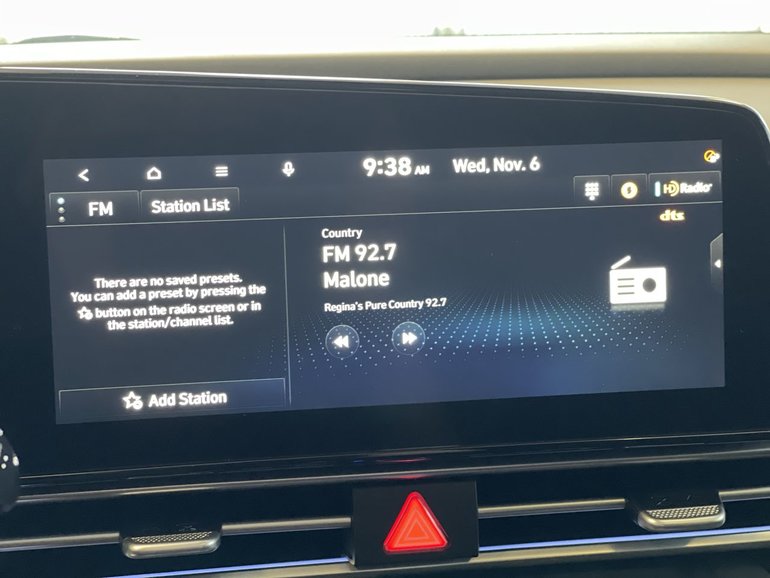 9:38 AM Wed, Nov. 6
FM Station List
HD Radio
dts
Country
FM 92.7
Malone
Regina's Pure Country 92.7
There are no saved presets.
You can add a preset by pressing the
button on the radio screen or in
the station/channel list.
Add Station